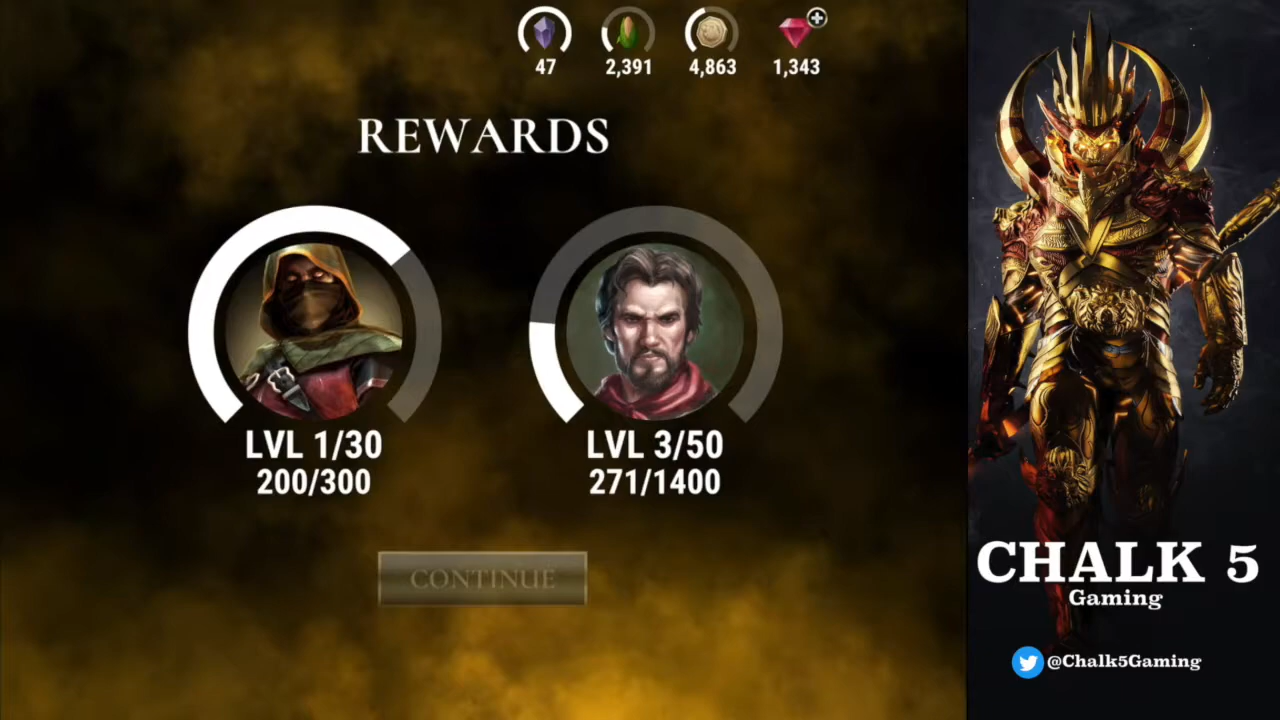 47
2,391
4,863
1,343
REWARDS
LVL 1/30
200/300
LVL 3/50
271/1400
CONTINUE
CHALK 5
Gaming
@Chalk5Gaming